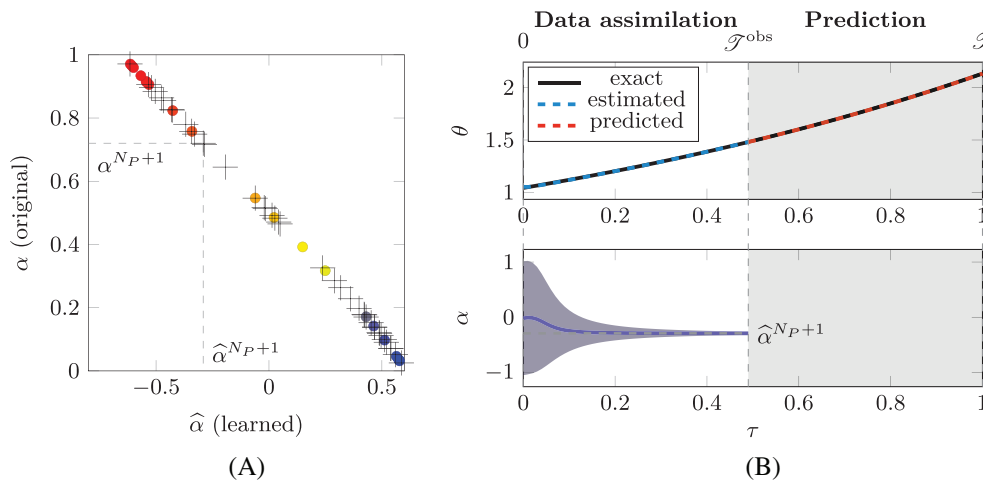 Data assimilation Prediction
0 𝒯^obs 𝒯
1
0.8
0.6
0.4
0.2
0
α (original)
α^{N_P+1}
α̂^{N_P+1}
−0.5 0 0.5
α̂ (learned)
(A)
2
1.5
1
θ
exact
estimated
predicted
0 0.2 0.4 0.6 0.8 1
1
0
−1
α
α̂^{N_P+1}
0 0.2 0.4 0.6 0.8 1
τ
(B)